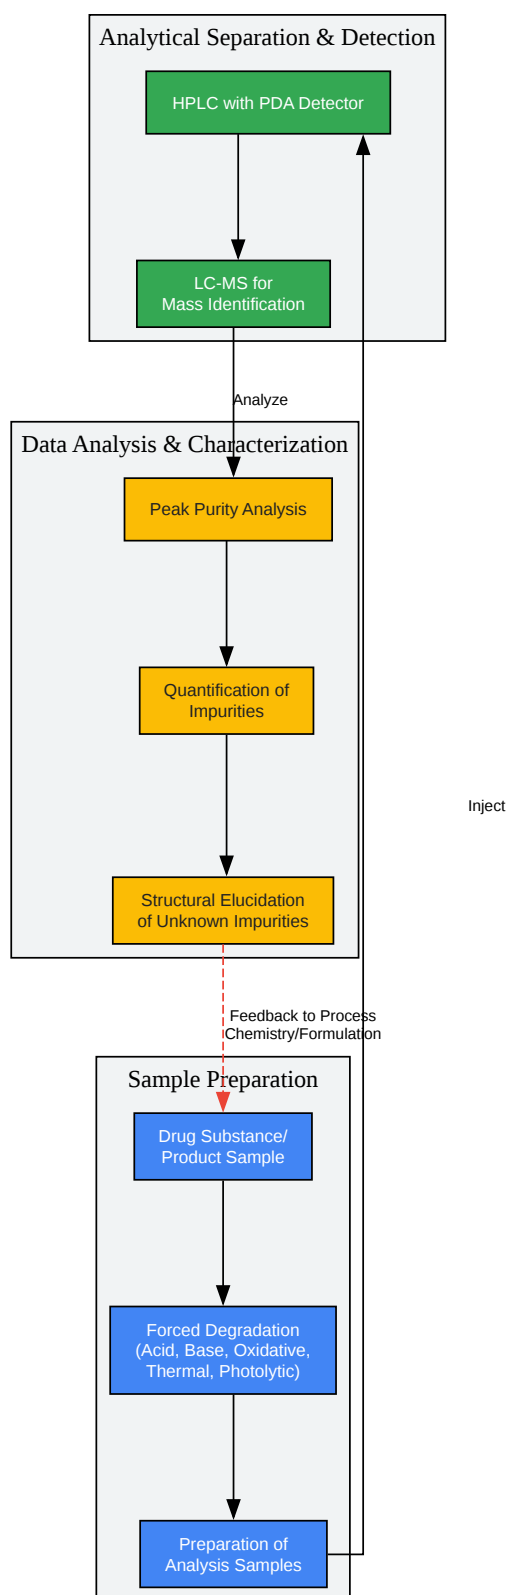 Analytical Separation & Detection
HPLC with PDA Detector
LC-MS for
Mass Identification
Analyze
Data Analysis & Characterization
Peak Purity Analysis
Quantification of
Impurities
Inject
Structural Elucidation
of Unknown Impurities
Feedback to Process
Chemistry/Formulation
Sample Preparation
Drug Substance/
Product Sample
Forced Degradation
(Acid, Base, Oxidative,
Thermal, Photolytic)
Preparation of
Analysis Samples